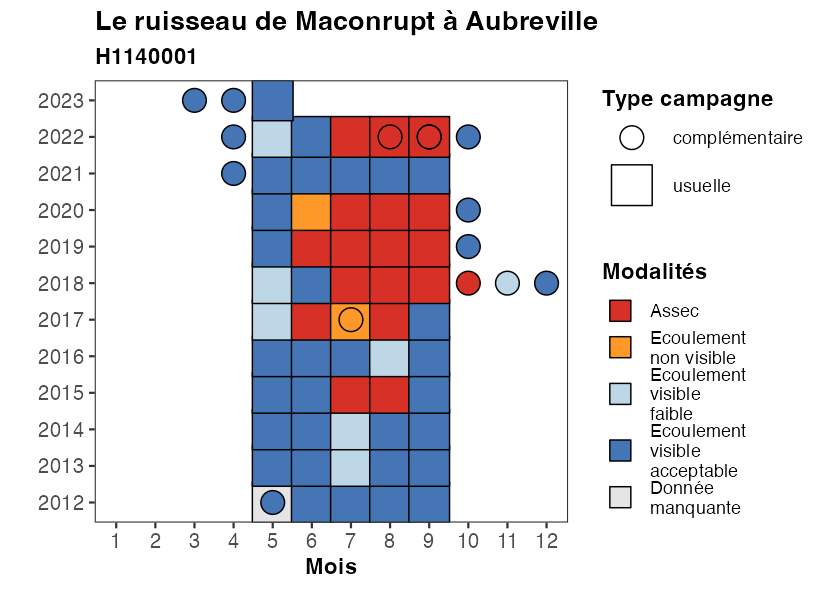 Le ruisseau de Maconrupt à Aubreville
H1140001
2023
2022
2021
2020
2019
2018
2017
2016
2015
2014
2013
2012
1 2 3 4 5 6 7 8 9 10 11 12
Mois
Type campagne
complémentaire
usuelle
Modalités
Assec
Ecoulement
non visible
Ecoulement
visible
faible
Ecoulement
visible
acceptable
Donnée
manquante